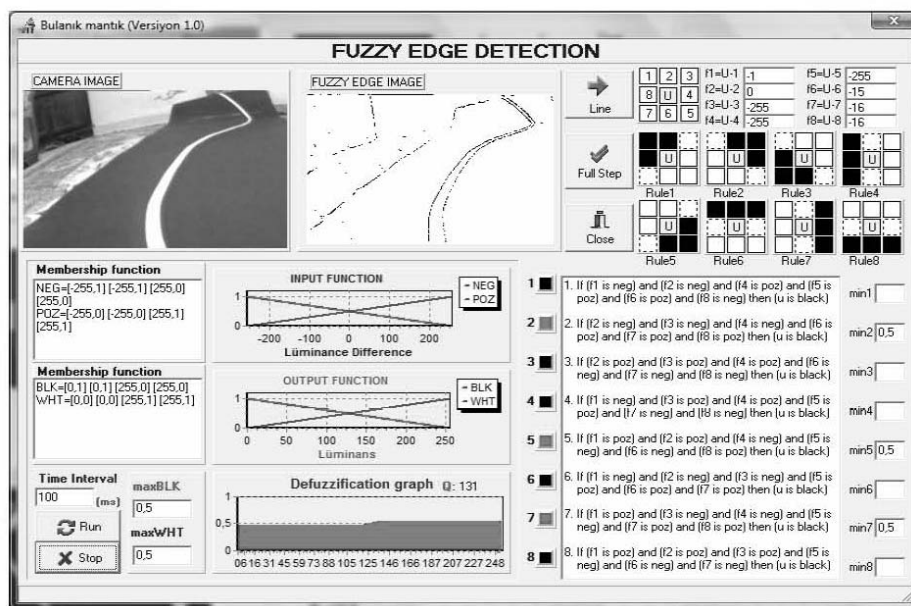 Bulanık mantık (Versiyon 1.0)
FUZZY EDGE DETECTION
CAMERA IMAGE
FUZZY EDGE IMAGE
Line
Full Step
Close
1 2 3
8 U 4
7 6 5
f1=U-1 -1
f2=U-2 0
f3=U-3 -255
f4=U-4 -255
f5=U-5 -255
f6=U-6 -15
f7=U-7 -16
f8=U-8 -16
U U U U
Rule1 Rule2 Rule3 Rule4
U U U U
Rule5 Rule6 Rule7 Rule8
Membership function
NEG=[-255,1] [-255,1] [255,0]
[255,0]
POZ=[-255,0] [-255,0] [255,1]
[255,1]
INPUT FUNCTION
NEG
POZ
1
0
-200 -100 0 100 200
Lüminance Difference
Membership function
BLK=[0,1] [0,1] [255,0] [255,0]
WHT=[0,0] [0,0] [255,1] [255,1]
OUTPUT FUNCTION
BLK
WHT
1
0
0 50 100 150 200 250
Lüminans
Time Interval
100 (ms)
Run
Stop
maxBLK
0,5
maxWHT
0,5
Defuzzification graph Q: 131
1
0,5
0
06 16 31 45 59 73 88 105 125 146 166 187 207 227 248
1 1. If (f1 is neg) and (f2 is neg) and (f4 is poz) and (f5 is
poz) and (f6 is poz) and (f8 is neg) then (u is black)
min1
2 2. If (f2 is neg) and (f3 is neg) and (f4 is neg) and (f6 is
poz) and (f7 is poz) and (f8 is poz) then (u is black)
min2 0,5
3 3. If (f2 is poz) and (f3 is poz) and (f4 is poz) and (f6 is
neg) and (f7 is neg) and (f8 is neg) then (u is black)
min3
4 4. If (f1 is neg) and (f3 is poz) and (f4 is poz) and (f5 is
poz) and (f7 is neg) and (f8 is neg) then (u is black)
min4
5 5. If (f1 is poz) and (f2 is poz) and (f4 is neg) and (f5 is
neg) and (f6 is neg) and (f8 is poz) then (u is black)
min5 0,5
6 6. If (f1 is neg) and (f2 is neg) and (f3 is neg) and (f5 is
poz) and (f6 is poz) and (f7 is poz) then (u is black)
min6
7 7. If (f1 is poz) and (f3 is neg) and (f4 is neg) and (f5 is
neg) and (f7 is poz) and (f8 is poz) then (u is black)
min7 0,5
8 8. If (f1 is poz) and (f2 is poz) and (f3 is poz) and (f5 is
neg) and (f6 is neg) and (f7 is neg) then (u is black)
min8